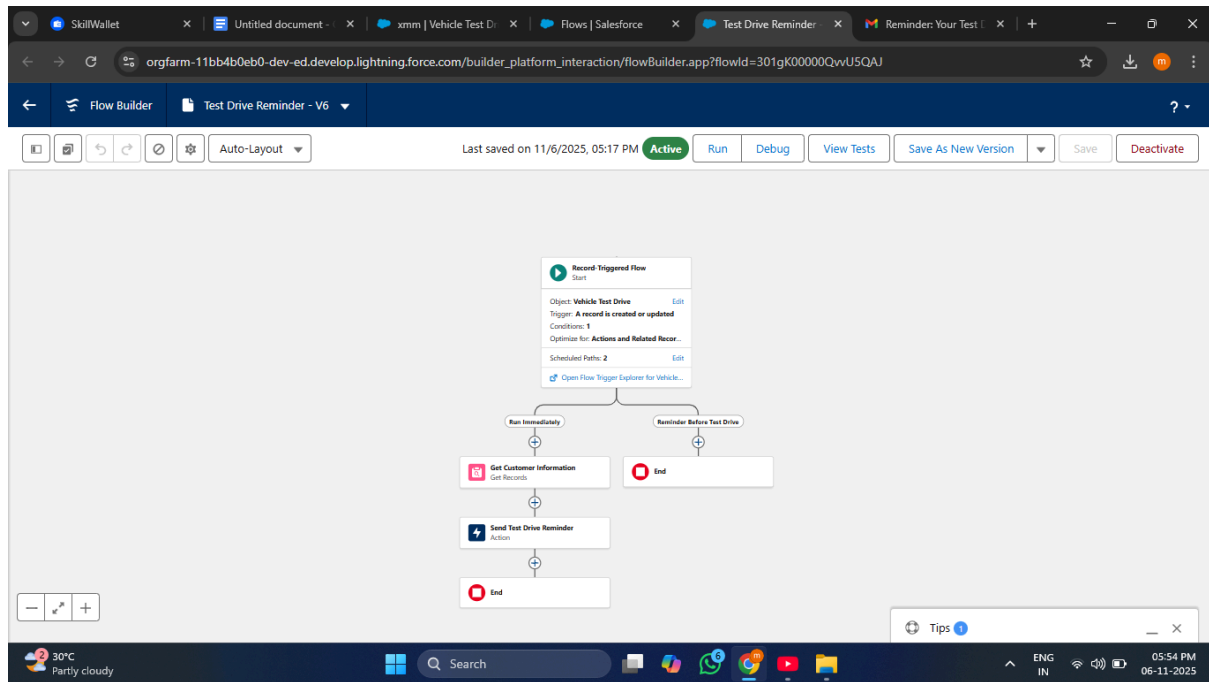 SkillWallet
Untitled document -
xmm | Vehicle Test Dr
Flows | Salesforce
Test Drive Reminder -
Reminder: Your Test D
orgfarm-11bb4b0eb0-dev-ed.develop.lightning.force.com/builder_platform_interaction/flowBuilder.app?flowId=301gK00000QvvU5QAJ
m
Flow Builder
Test Drive Reminder - V6
?
Auto-Layout
Last saved on 11/6/2025, 05:17 PM
Active
Run
Debug
View Tests
Save As New Version
Save
Deactivate
Record-Triggered Flow
Start
Object: Vehicle Test Drive Edit
Trigger: A record is created or updated
Conditions: 1
Optimize for: Actions and Related Recor...
Scheduled Paths: 2 Edit
Open Flow Trigger Explorer for Vehicle...
Run Immediately
Reminder Before Test Drive
Get Customer Information
Get Records
End
Send Test Drive Reminder
Action
End
Tips 1
2
30°C
Partly cloudy
Search
6
m
ENG
IN
05:54 PM
06-11-2025